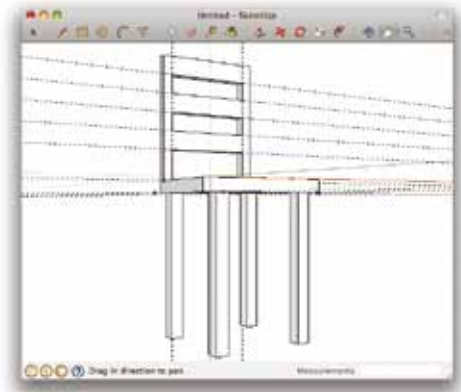 Untitled - SketchUp
Drag in direction to pan
Measurements